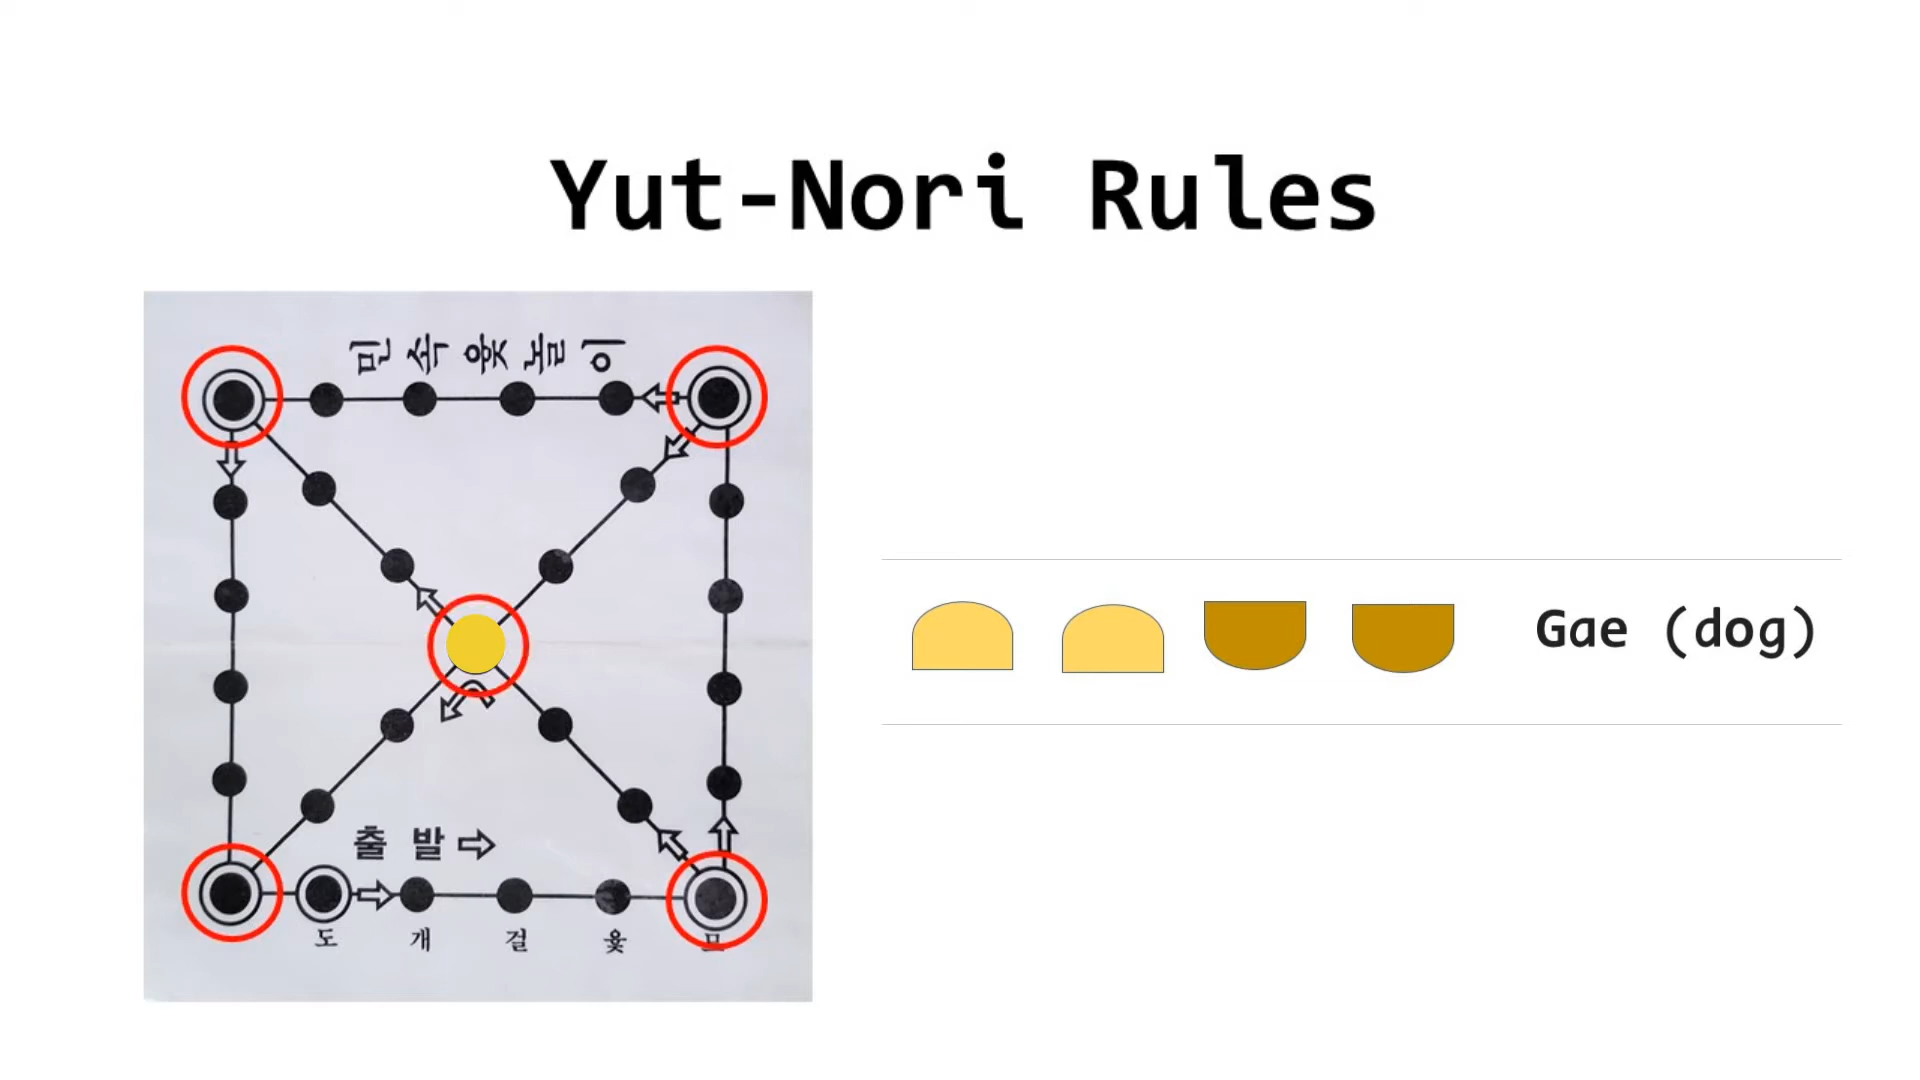 Yut-Nori Rules
민속윷놀이
Gae (dog)
출 발
도 개 걸 윷 모